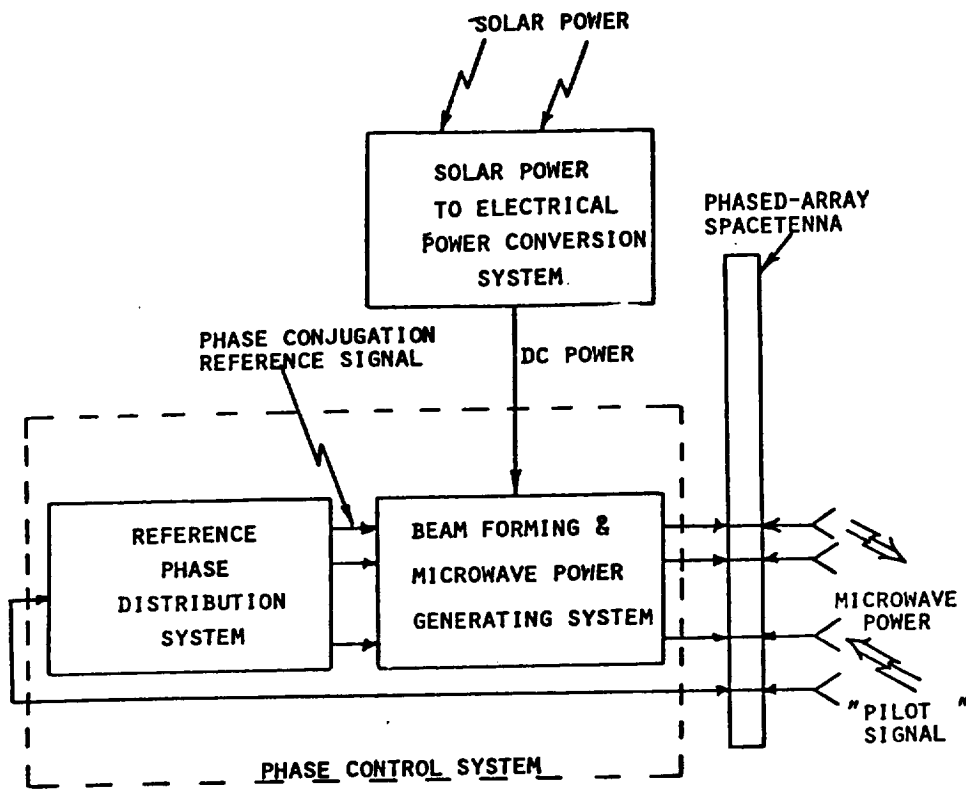 SOLAR POWER
SOLAR POWER
TO ELECTRICAL
POWER CONVERSION
SYSTEM
PHASED-ARRAY
SPACETENNA
PHASE CONJUGATION
REFERENCE SIGNAL
DC POWER
REFERENCE
PHASE
DISTRIBUTION
SYSTEM
BEAM FORMING &
MICROWAVE POWER
GENERATING SYSTEM
MICROWAVE
POWER
"PILOT "
SIGNAL
PHASE CONTROL SYSTEM